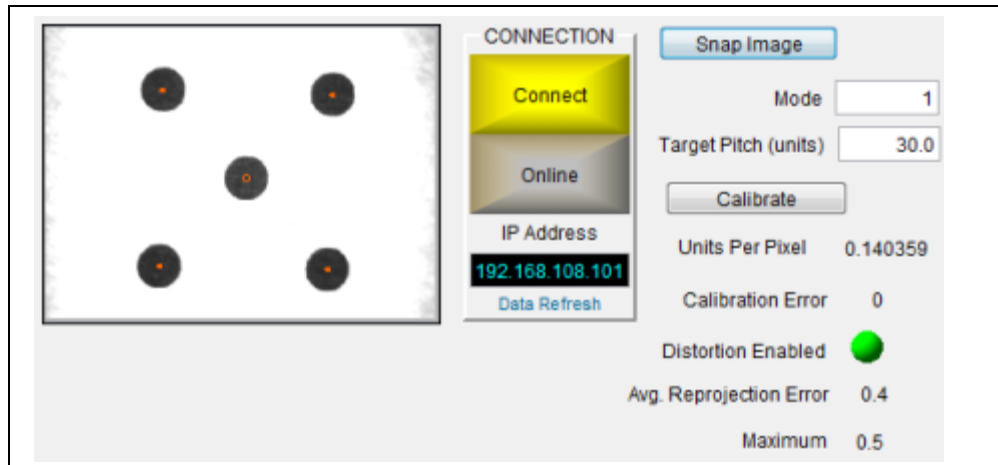 CONNECTION
Connect
Online
IP Address
192.168.108.101
Data Refresh
Snap Image
Mode 1
Target Pitch (units) 30.0
Calibrate
Units Per Pixel 0.140359
Calibration Error 0
Distortion Enabled
Avg. Reprojection Error 0.4
Maximum 0.5